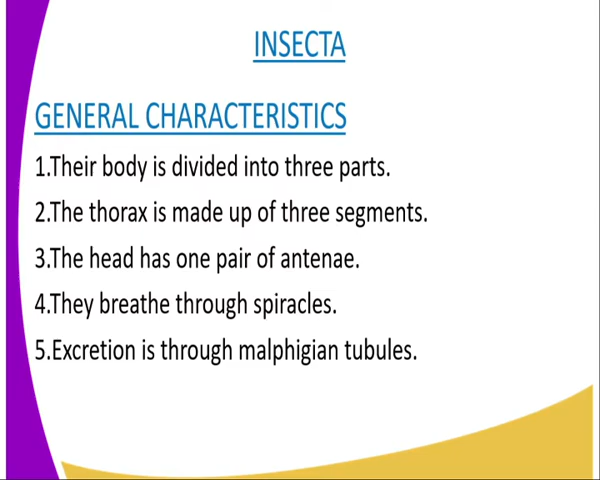 INSECTA
GENERAL CHARACTERISTICS
1.Their body is divided into three parts.
2.The thorax is made up of three segments.
3.The head has one pair of antenae.
4.They breathe through spiracles.
5.Excretion is through malphigian tubules.